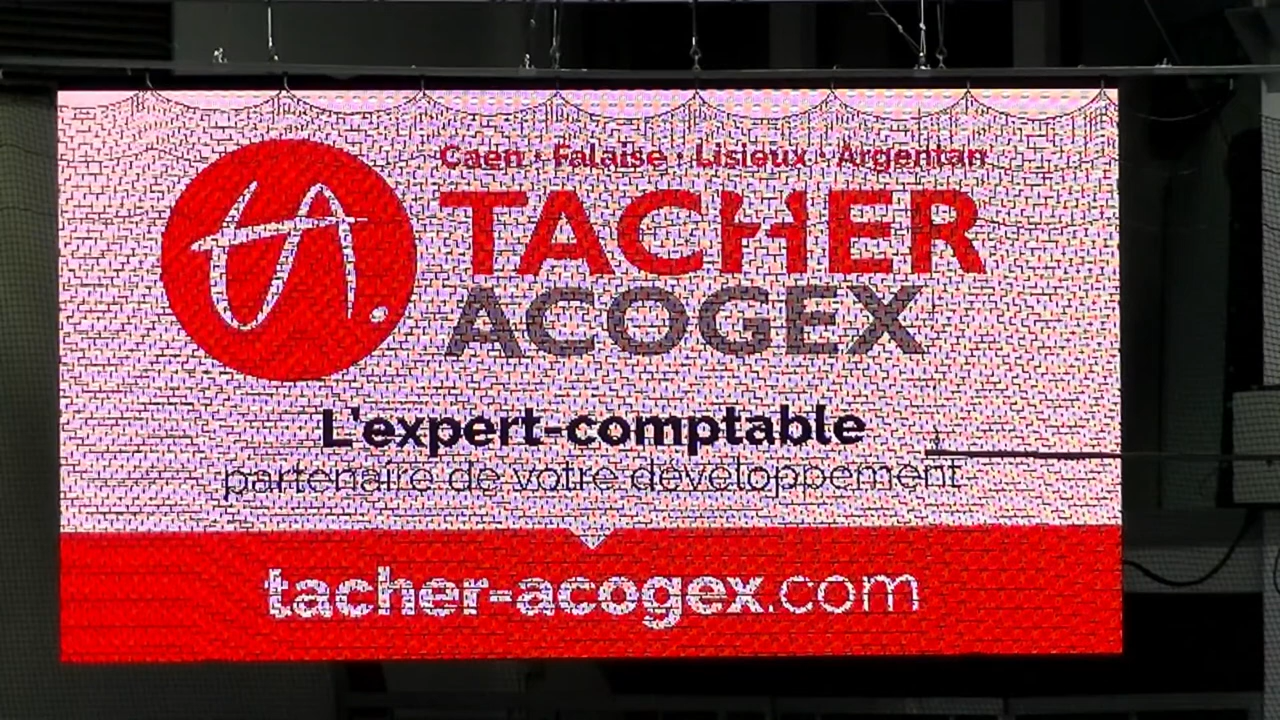 Caen · Falaise · Lisieux · Argentan
TACHER
ACOGEX
L'expert-comptable
partenaire de votre développement
tacher-acogex.com